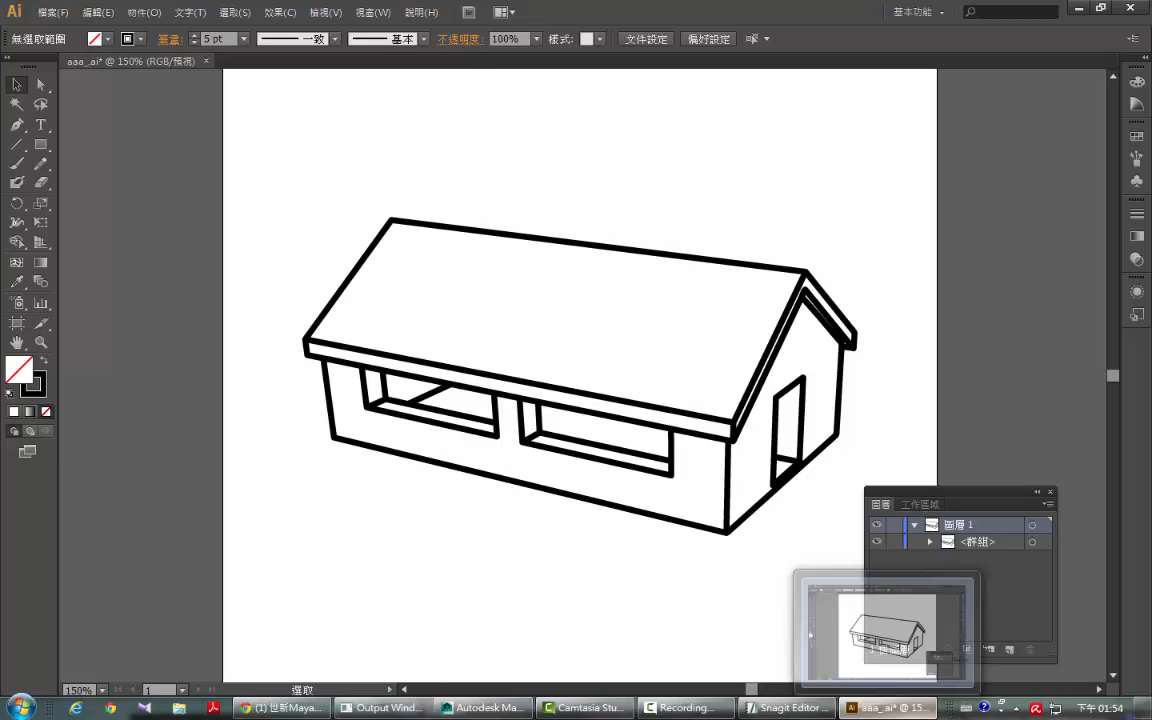 Ai 檔案(F) 編輯(E) 物件(O) 文字(T) 選取(S) 效果(C) 檢視(V) 視窗(W) 說明(H) Br 基本功能
無選取範圍 筆畫: 5 pt 一致 基本 不透明度: 100% 樣式: 文件設定 偏好設定
aaa_.ai* @ 150% (RGB/預視) ×
圖層 工作區域
圖層 1
<群組>
150% 1 選取
(1) 世新Maya... Output Wind... Autodesk Ma... Camtasia Stu... Recording... Snagit Editor ... aaa_.ai* @ 15... 下午 01:54